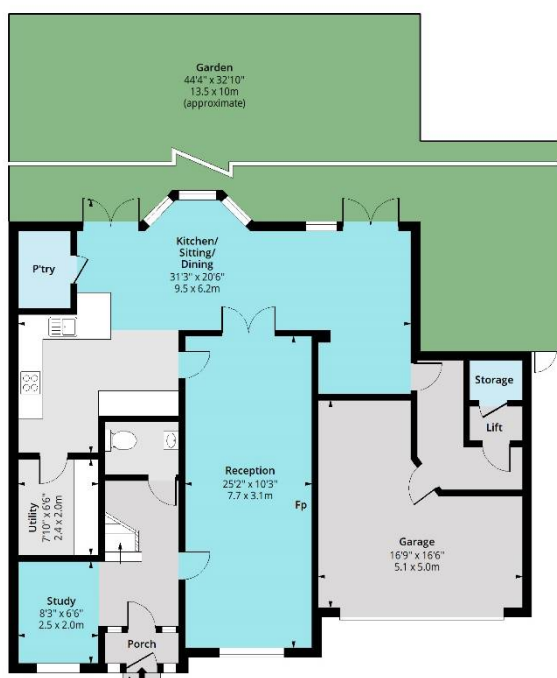 Garden
44'4" x 32'10"
13.5 x 10m
(approximate)
Kitchen/
Sitting/
Dining
31'3" x 20'6"
9.5 x 6.2m
P'try
Storage
Lift
Reception
25'2" x 10'3"
7.7 x 3.1m
Fp
Utility
7'10" x 6'6"
2.4 x 2.0m
Garage
16'9" x 16'6"
5.1 x 5.0m
Study
8'3" x 6'6"
2.5 x 2.0m
Porch